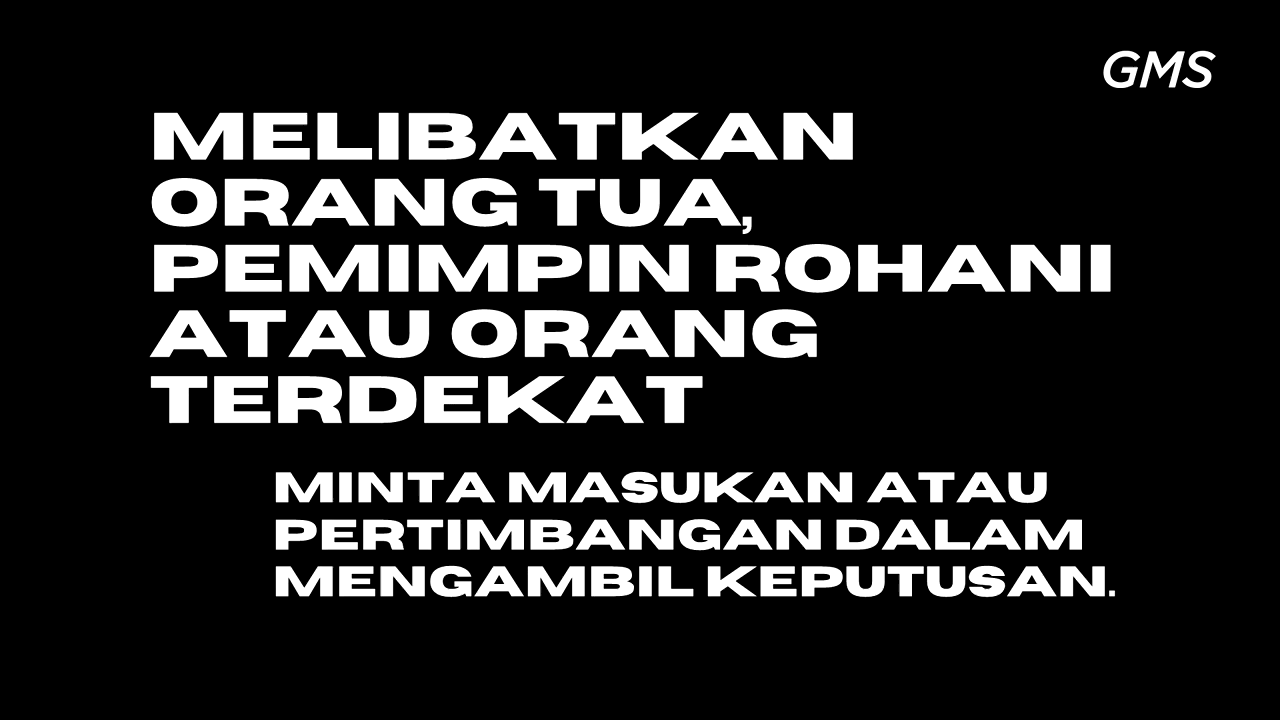 GMS
MELIBATKAN
ORANG TUA,
PEMIMPIN ROHANI
ATAU ORANG
TERDEKAT
MINTA MASUKAN ATAU
PERTIMBANGAN DALAM
MENGAMBIL KEPUTUSAN.